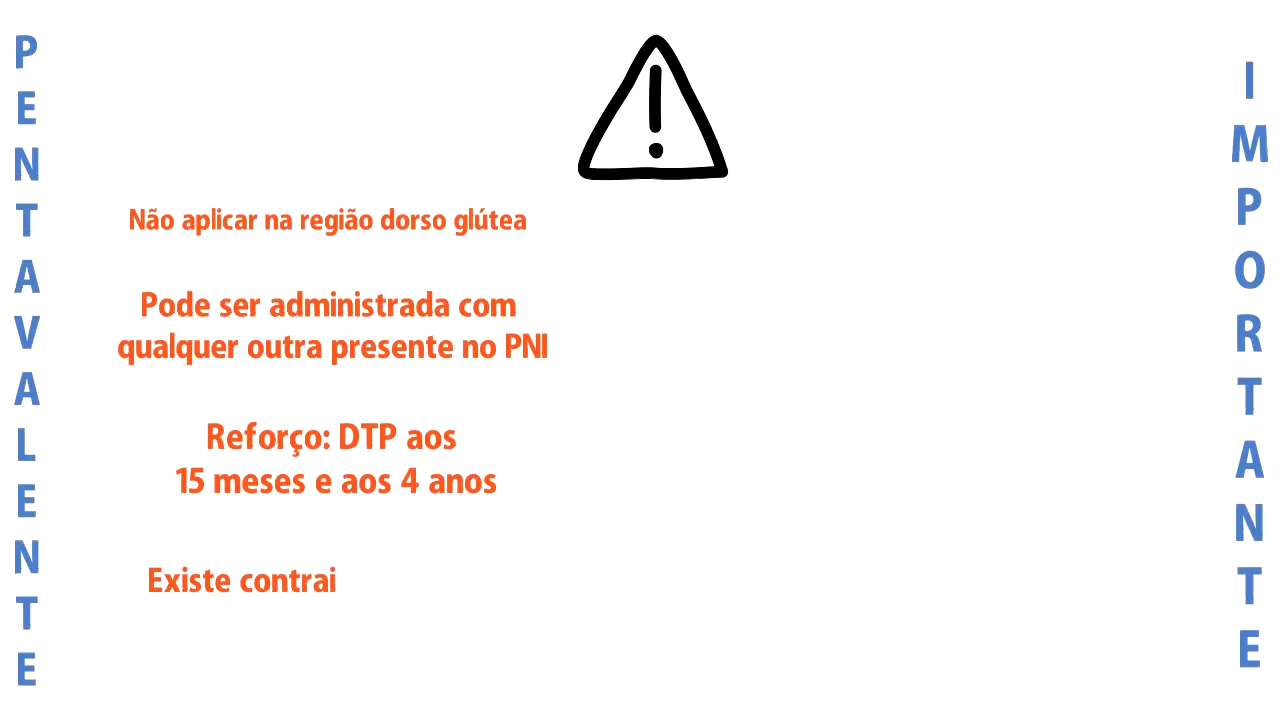 PENTAVALENTE
Não aplicar na região dorso glútea
Pode ser administrada com
qualquer outra presente no PNI
Reforço: DTP aos
15 meses e aos 4 anos
Existe contrai
IMPORTANTE